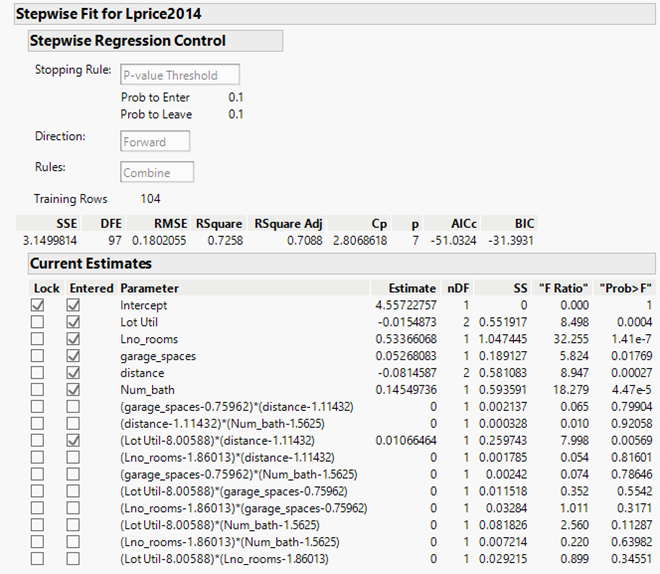 Stepwise Fit for Lprice2014
Stepwise Regression Control
Stopping Rule: P-value Threshold
Prob to Enter 0.1
Prob to Leave 0.1
Direction: Forward
Rules: Combine
Training Rows 104
SSE DFE RMSE RSquare RSquare Adj Cp p AICc BIC
3.1499814 97 0.1802055 0.7258 0.7088 2.8068618 7 -51.0324 -31.3931
Current Estimates
Lock Entered Parameter Estimate nDF SS "F Ratio" "Prob>F"
Intercept 4.55722757 1 0 0.000 1
Lot Util -0.0154873 2 0.551917 8.498 0.0004
Lno_rooms 0.53366068 1 1.047445 32.255 1.41e-7
garage_spaces 0.05268083 1 0.189127 5.824 0.01769
distance -0.0814587 2 0.581083 8.947 0.00027
Num_bath 0.14549736 1 0.593591 18.279 4.47e-5
(garage_spaces-0.75962)*(distance-1.11432) 0 1 0.002137 0.065 0.79904
(distance-1.11432)*(Num_bath-1.5625) 0 1 0.000328 0.010 0.92058
(Lot Util-8.00588)*(distance-1.11432) 0.01066464 1 0.259743 7.998 0.00569
(Lno_rooms-1.86013)*(distance-1.11432) 0 1 0.001785 0.054 0.81601
(garage_spaces-0.75962)*(Num_bath-1.5625) 0 1 0.00242 0.074 0.78646
(Lot Util-8.00588)*(garage_spaces-0.75962) 0 1 0.011518 0.352 0.5542
(Lno_rooms-1.86013)*(garage_spaces-0.75962) 0 1 0.03284 1.011 0.3171
(Lot Util-8.00588)*(Num_bath-1.5625) 0 1 0.081826 2.560 0.11287
(Lno_rooms-1.86013)*(Num_bath-1.5625) 0 1 0.007214 0.220 0.63982
(Lot Util-8.00588)*(Lno_rooms-1.86013) 0 1 0.029215 0.899 0.34551